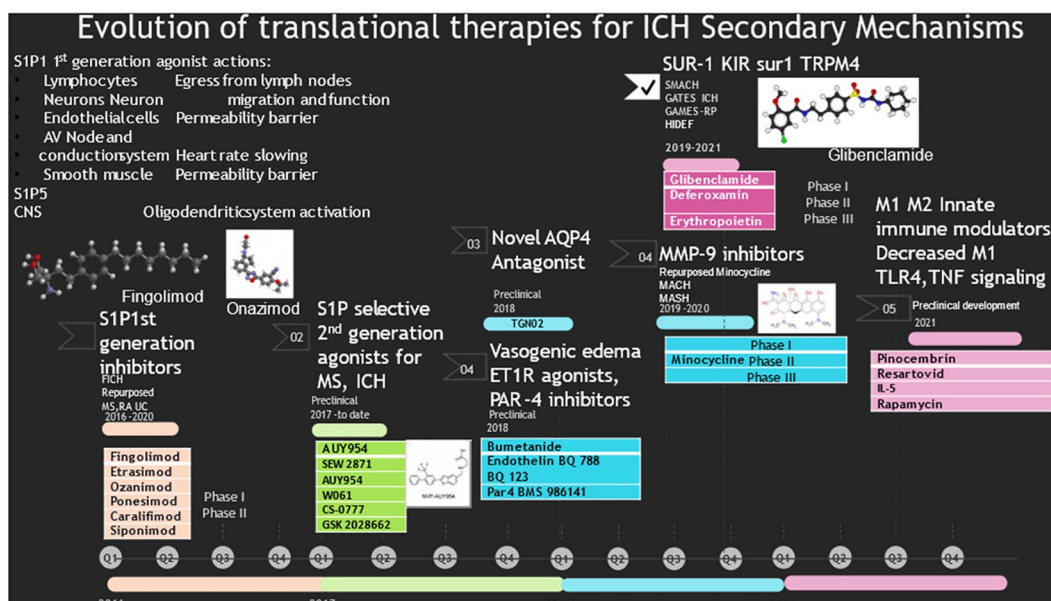 Evolution of translational therapies for ICH Secondary Mechanisms
S1P1 1st generation agonist actions:
Lymphocytes Egress from lymph nodes
Neurons Neuron migration and function
Endothelial cells Permeability barrier
AV Node and
conductionsystem Heart rate slowing
Smooth muscle Permeability barrier
S1P5
CNS Oligodendriticsystem activation
Fingolimod
Onazimod
S1P1st
generation
inhibitors
FICH
Repurposed
MS,RA UC
2016-2020
Fingolimod
Etrasimod
Ozanimod
Ponesimod
Caralifimod
Siponimod
Phase I
Phase II
02
S1P selective
2nd generation
agonists for
MS, ICH
Preclinical
2017 -to date
AUY954
SEW 2871
AUY954
W061
CS-0777
GSK 2028662
NVP-AUY954
03
Novel AQP4
Antagonist
Preclinical
2018
TGN02
04
Vasogenic edema
ET1R agonists,
PAR-4 inhibitors
Preclinical
2018
Bumetanide
Endothelin BQ 788
BQ 123
Par4 BMS 986141
SUR-1 KIR sur1 TRPM4
SMACH
GATES ICH
GAMES-RP
HIDEF
2019-2021
Glibenclamide
Glibenclamide
Deferoxamin
Erythropoietin
Phase I
Phase II
Phase III
04
MMP-9 inhibitors
Repurposed Minocycline
MACH
MASH
2019-2020
Phase I
Minocycline Phase II
Phase III
M1 M2 Innate
immune modulators
Decreased M1
TLR4,TNF signaling
05
Preclinical development
2021
Pinocembrin
Resartovid
IL-5
Rapamycin
Q1 Q2 Q3 Q4 Q1 Q2 Q3 Q4 Q1 Q2 Q3 Q4 Q1 Q2 Q3 Q4